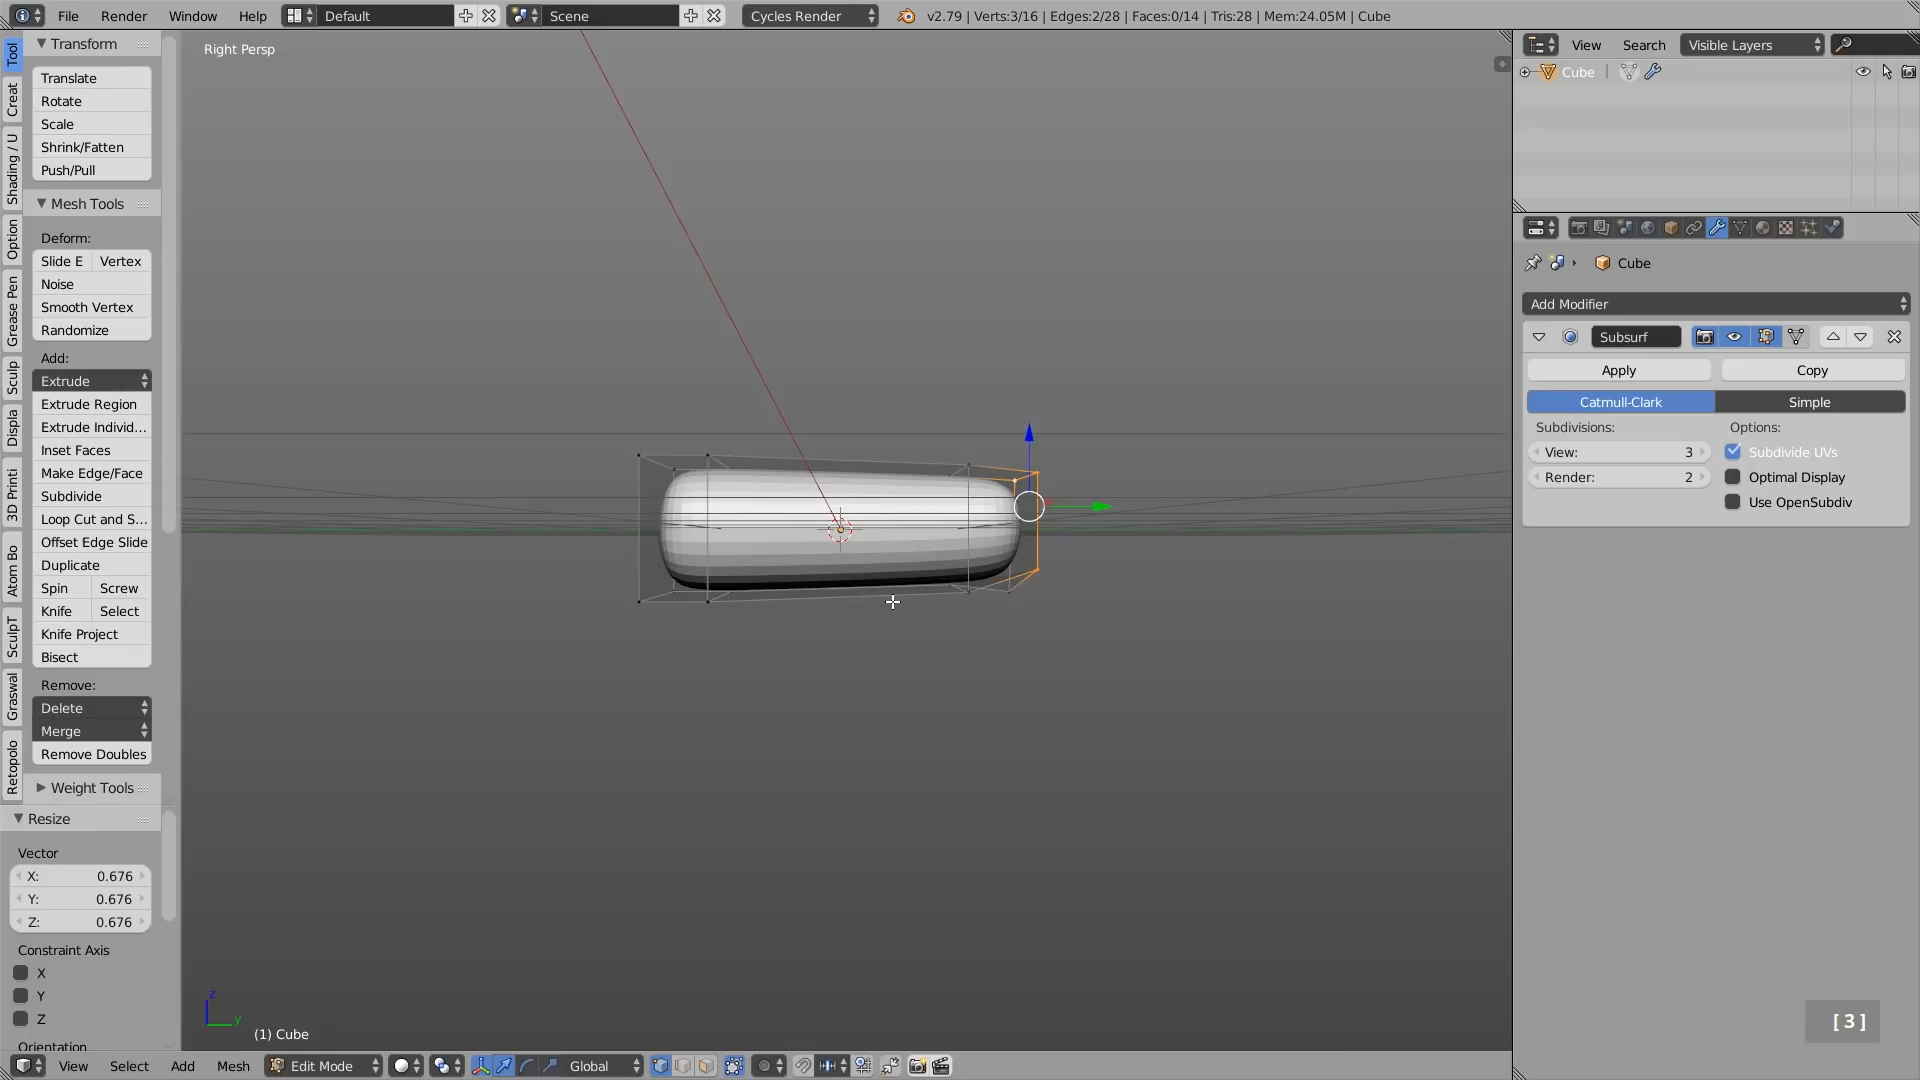 File Render Window Help Default Scene Cycles Render v2.79 | Verts:3/16 | Edges:2/28 | Faces:0/14 | Tris:28 | Mem:24.05M | Cube
Tool
Creat
Shading / U
Option
Grease Pen
Sculp
Displa
3D Printi
Atom Bo
SculpT
Graswal
Retopolo
Transform
Translate
Rotate
Scale
Shrink/Fatten
Push/Pull
Mesh Tools
Deform:
Slide E Vertex
Noise
Smooth Vertex
Randomize
Add:
Extrude
Extrude Region
Extrude Individ...
Inset Faces
Make Edge/Face
Subdivide
Loop Cut and S...
Offset Edge Slide
Duplicate
Spin Screw
Knife Select
Knife Project
Bisect
Remove:
Delete
Merge
Remove Doubles
Weight Tools
Resize
Vector
X: 0.676
Y: 0.676
Z: 0.676
Constraint Axis
X
Y
Z
Orientation
Right Persp
z
y
(1) Cube
View Select Add Mesh Edit Mode Global
View Search Visible Layers
Cube
Cube
Add Modifier
Subsurf
Apply Copy
Catmull-Clark Simple
Subdivisions: Options:
View: 3 Subdivide UVs
Render: 2 Optimal Display
Use OpenSubdiv
[3]